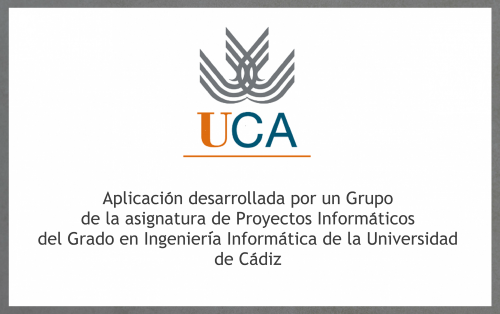 UCA
Aplicación desarrollada por un Grupo
de la asignatura de Proyectos Informáticos
del Grado en Ingeniería Informática de la Universidad
de Cádiz